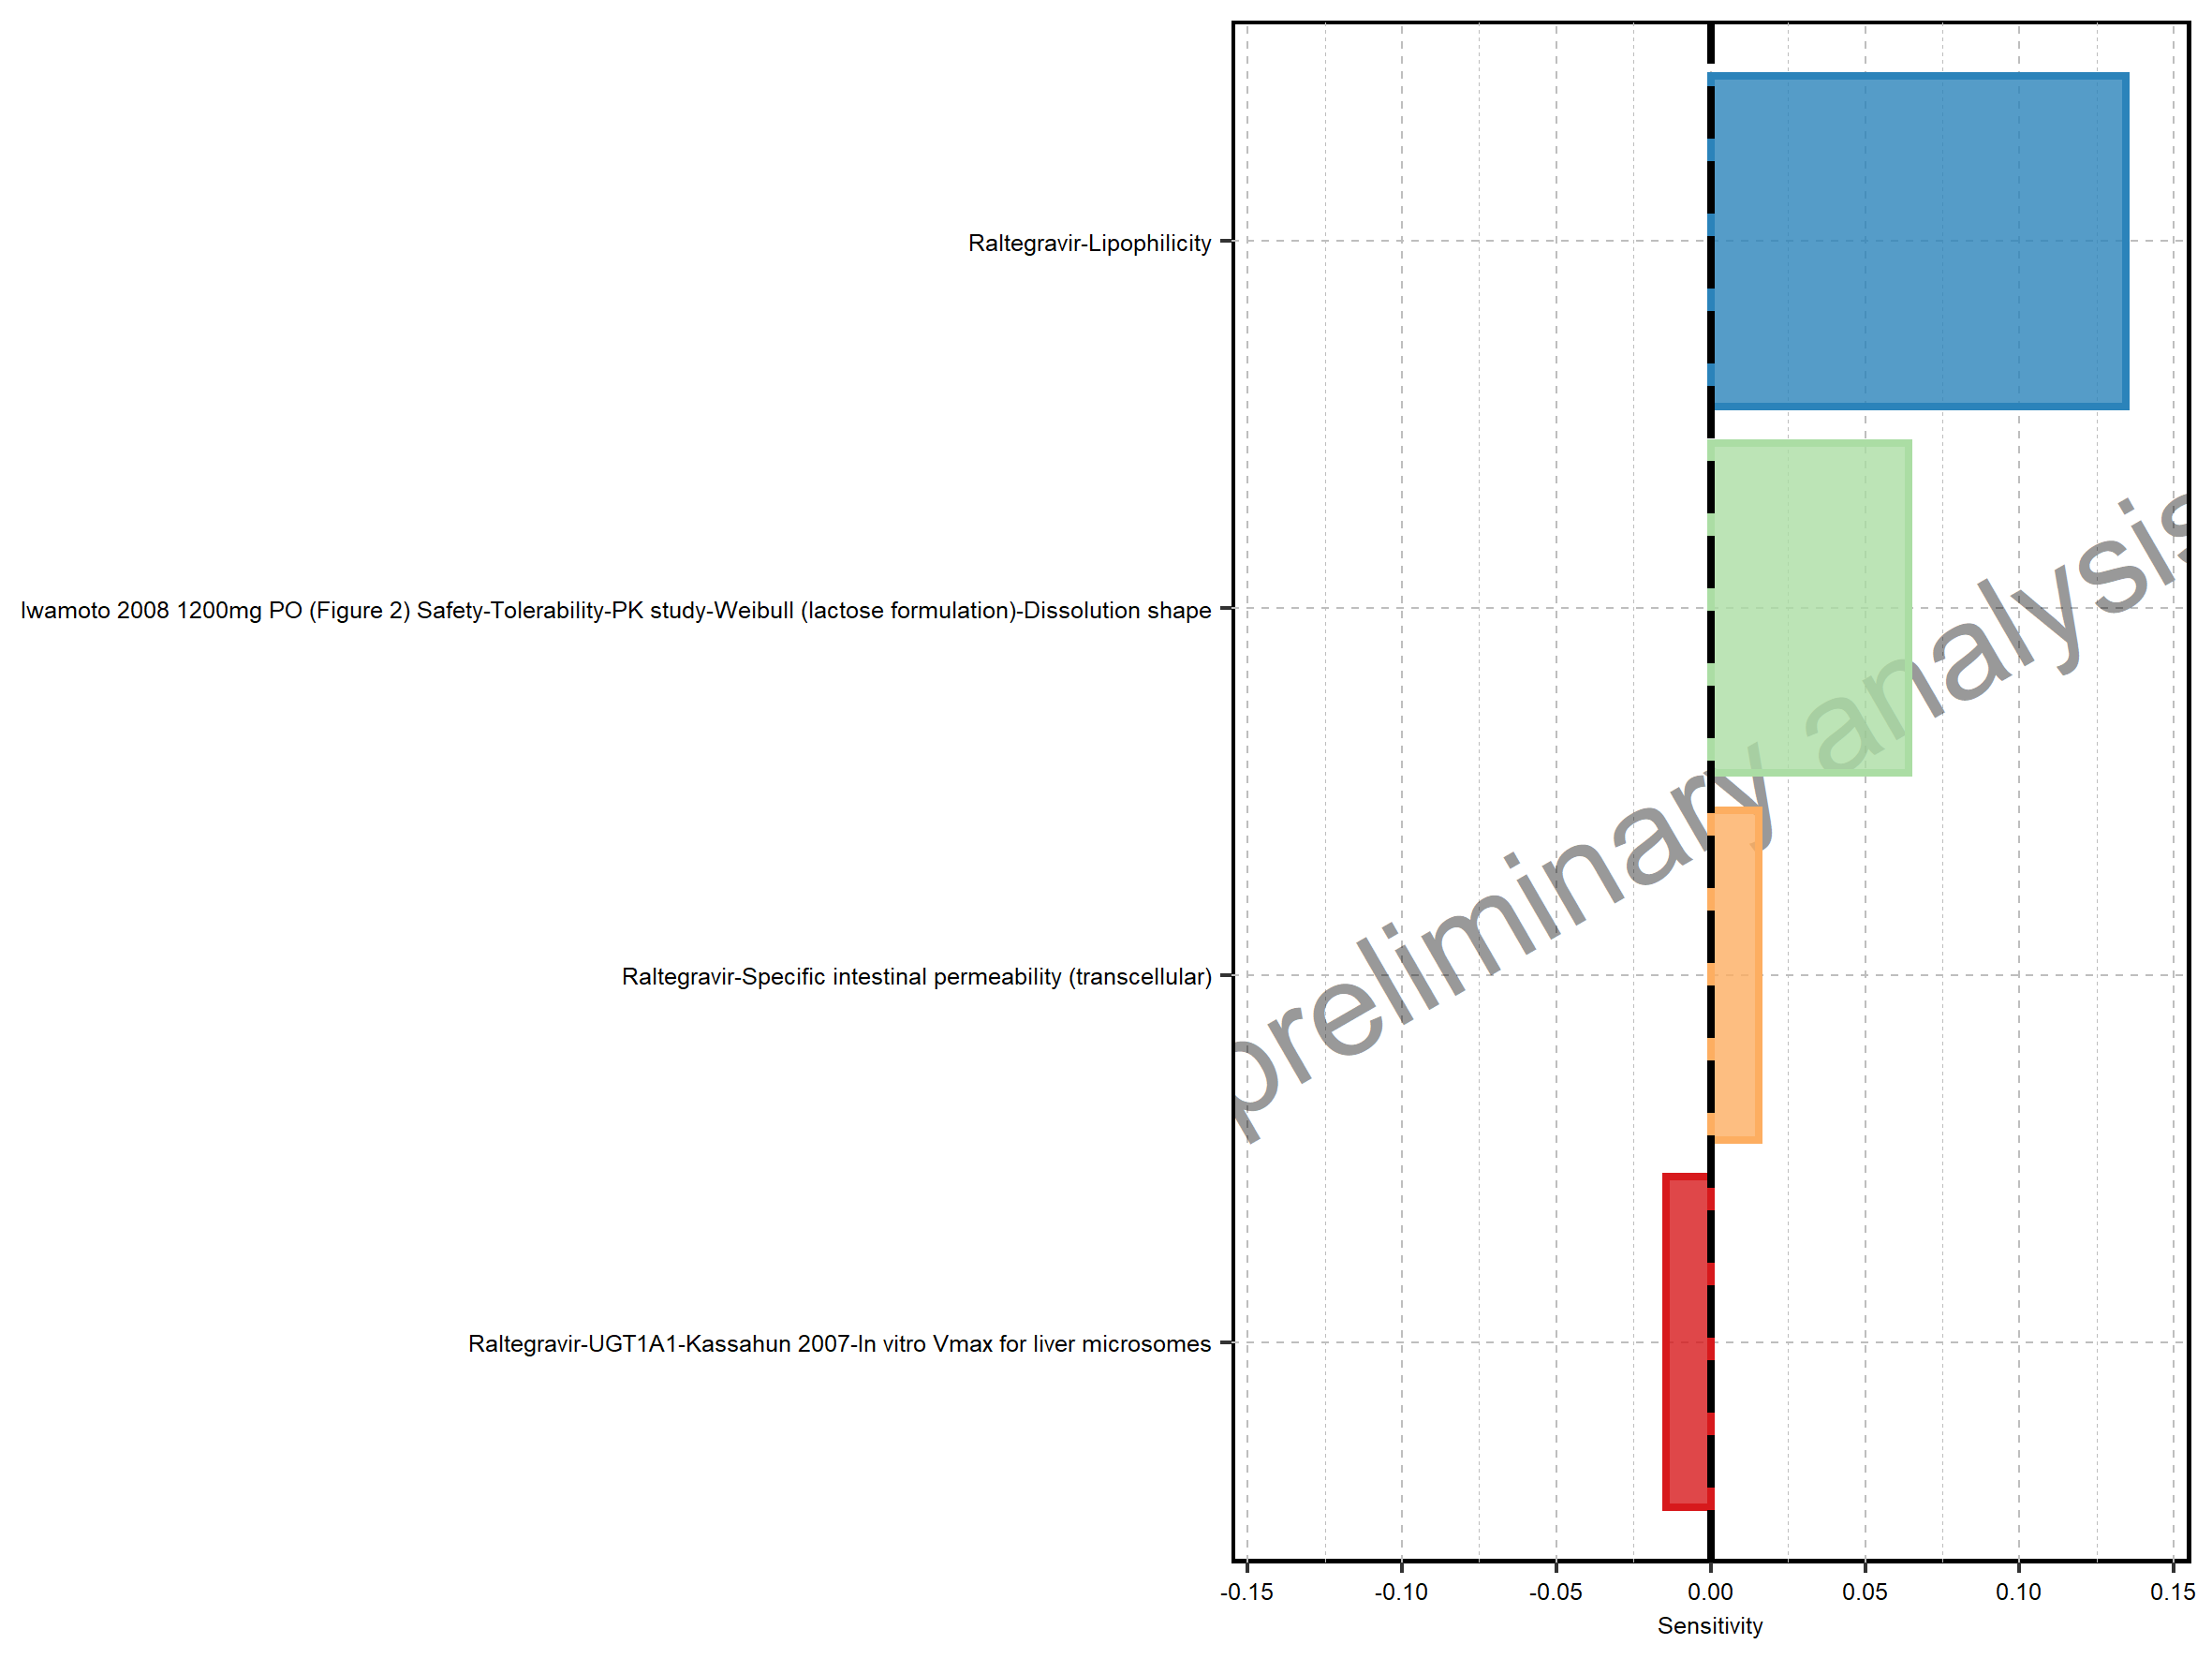 Raltegravir-Lipophilicity
Iwamoto 2008 1200mg PO (Figure 2) Safety-Tolerability-PK study-Weibull (lactose formulation)-Dissolution shape
Raltegravir-Specific intestinal permeability (transcellular)
Raltegravir-UGT1A1-Kassahun 2007-In vitro Vmax for liver microsomes
preliminary analysis
-0.15 -0.10 -0.05 0.00 0.05 0.10 0.15
Sensitivity